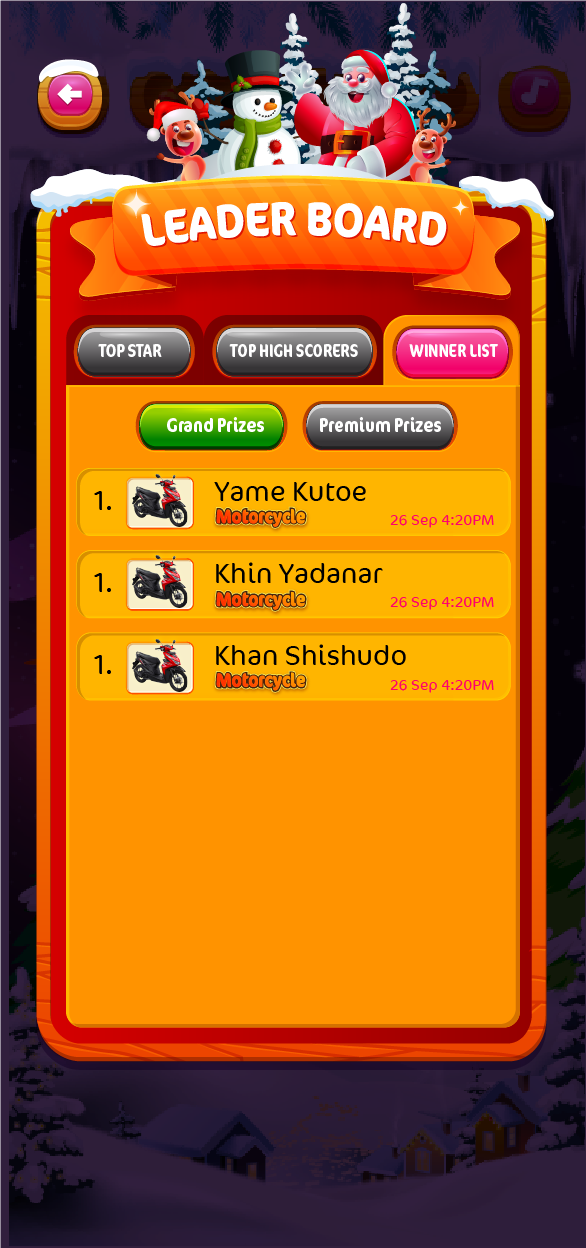 LEADER BOARD
TOP STAR
TOP HIGH SCORERS
WINNER LIST
Grand Prizes
Premium Prizes
1.
Yame Kutoe
Motorcycle
26 Sep 4:20PM
1.
Khin Yadanar
Motorcycle
26 Sep 4:20PM
1.
Khan Shishudo
Motorcycle
26 Sep 4:20PM